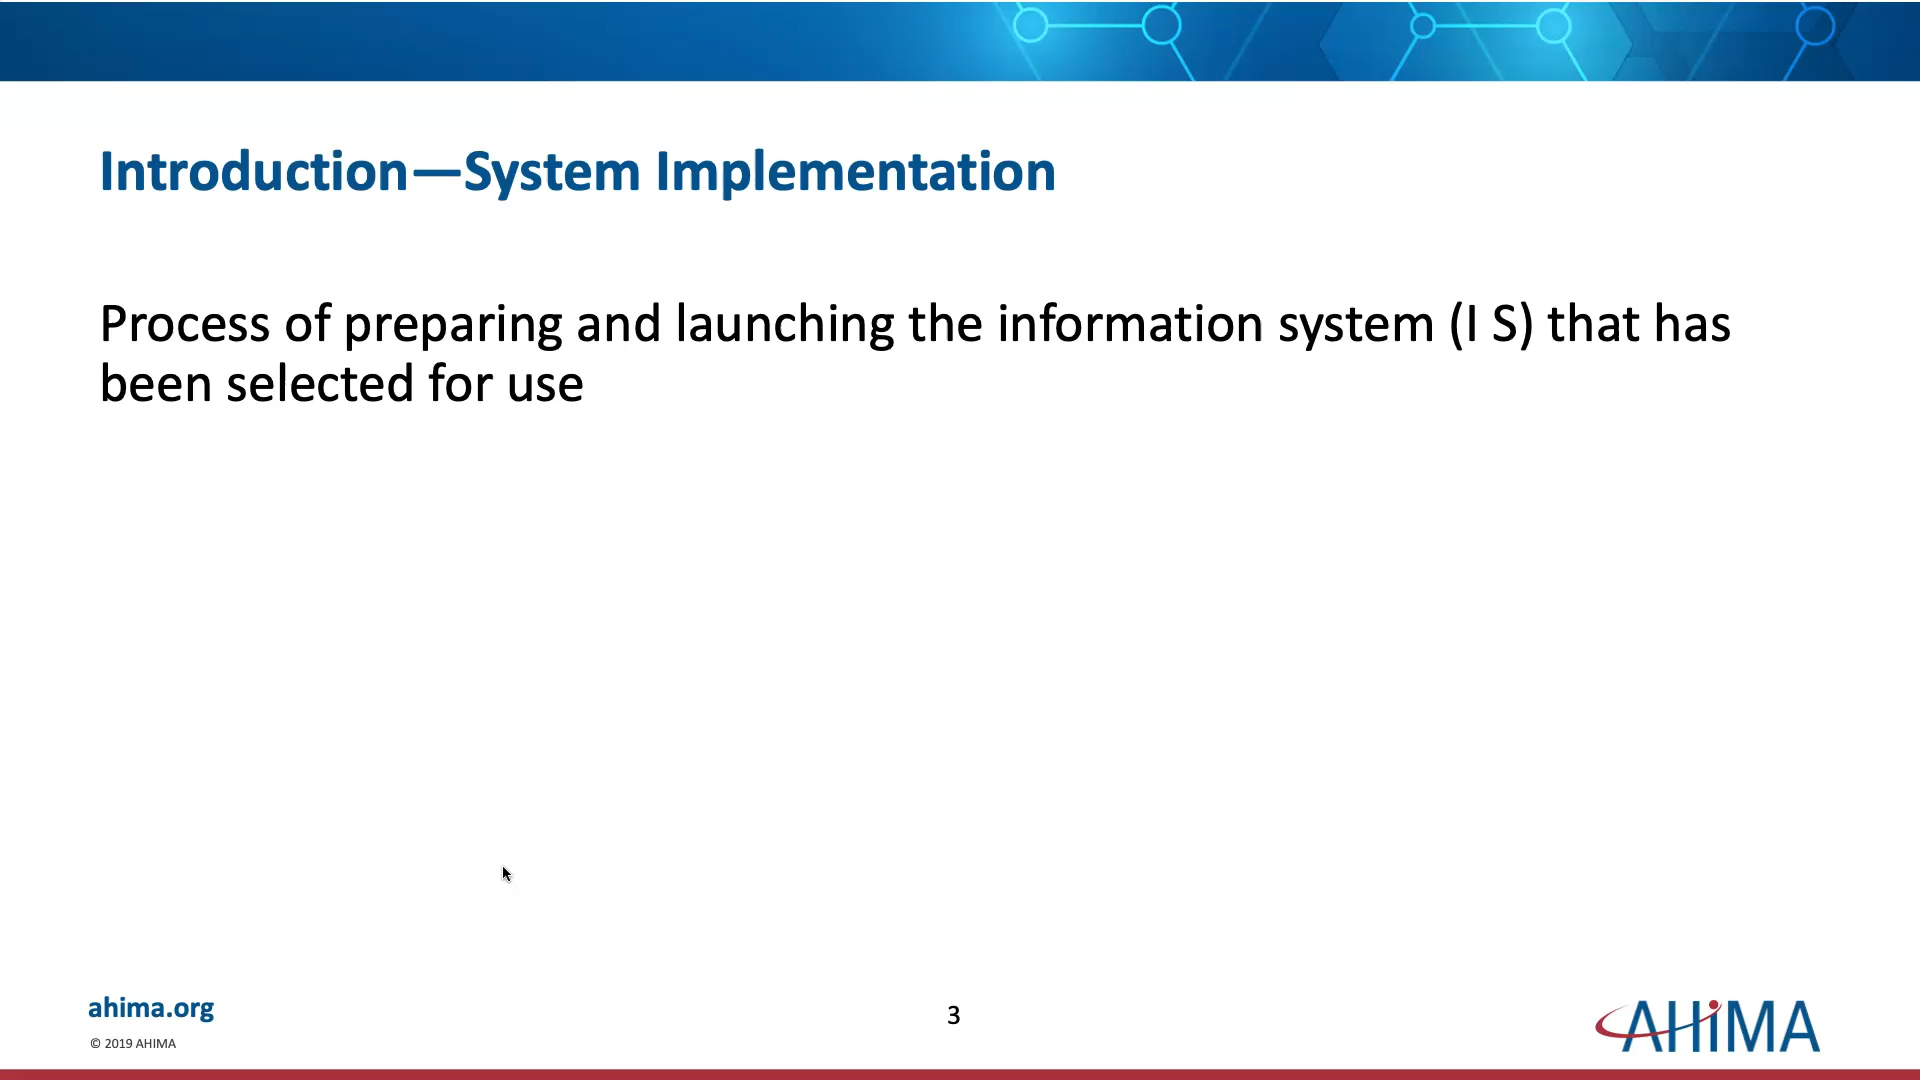 Introduction—System Implementation
Process of preparing and launching the information system (I S) that has
been selected for use
ahima.org
3
© 2019 AHIMA
AHiMA